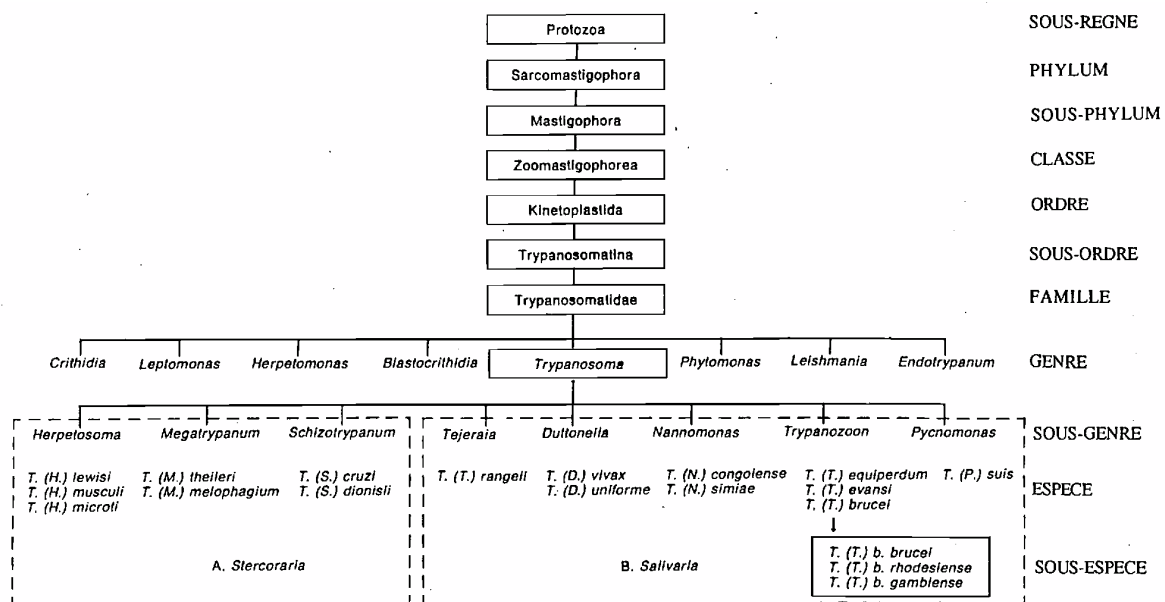 Protozoa SOUS-REGNE
Sarcomastigophora PHYLUM
Mastigophora SOUS-PHYLUM
Zoomastigophorea CLASSE
Kinetoplastida ORDRE
Trypanosomatina SOUS-ORDRE
Trypanosomatidae FAMILLE
Crithidia Leptomonas Herpetomonas Blastocrithidia Trypanosoma Phytomonas Leishmania Endotrypanum GENRE
Herpetosoma Megatrypanum Schizotrypanum Tejeraia Duttonella Nannomonas Trypanozoon Pycnomonas SOUS-GENRE
T. (H.) lewisi T. (M.) theileri T. (S.) cruzi T. (T.) rangeli T. (D.) vivax T. (N.) congolense T. (T.) equiperdum T. (P.) suis
T. (H.) musculi T. (M.) melophagium T. (S.) dionisii T. (D.) uniforme T. (N.) simiae T. (T.) evansi ESPECE
T. (H.) microti T. (T.) brucei
T. (T.) b. brucei
A. Stercoraria B. Salivaria T. (T.) b. rhodesiense SOUS-ESPECE
T. (T.) b. gambiense